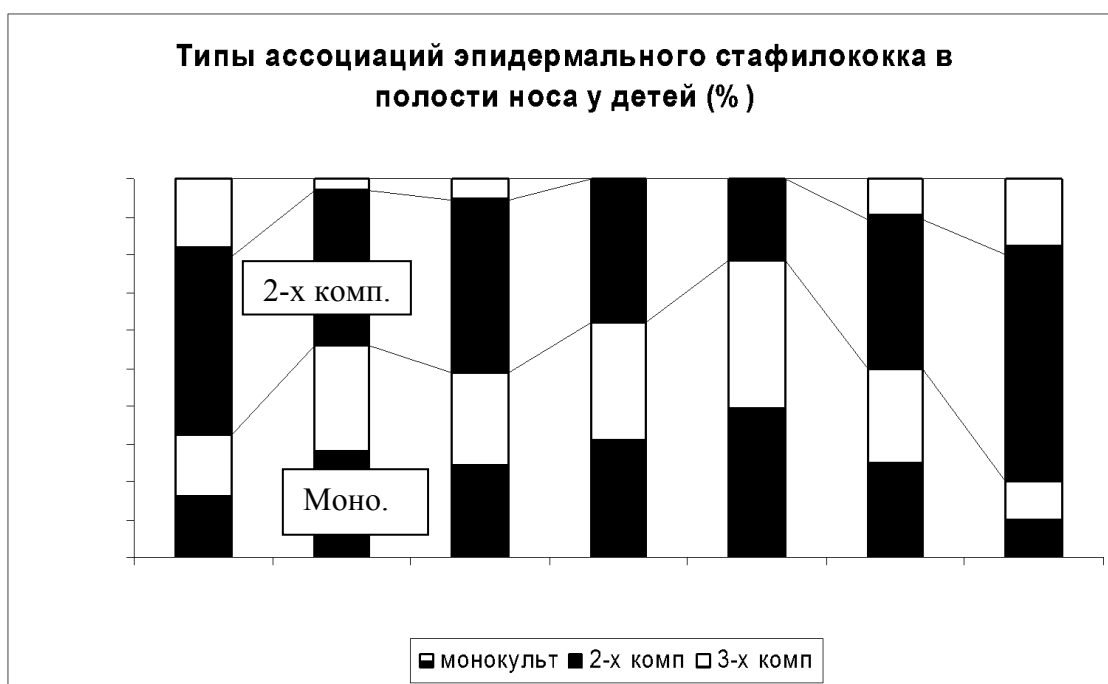 Типы ассоциаций эпидермального стафилококка в
полости носа у детей (% )
2-х комп.
Моно.
монокульт 2-х комп 3-х комп